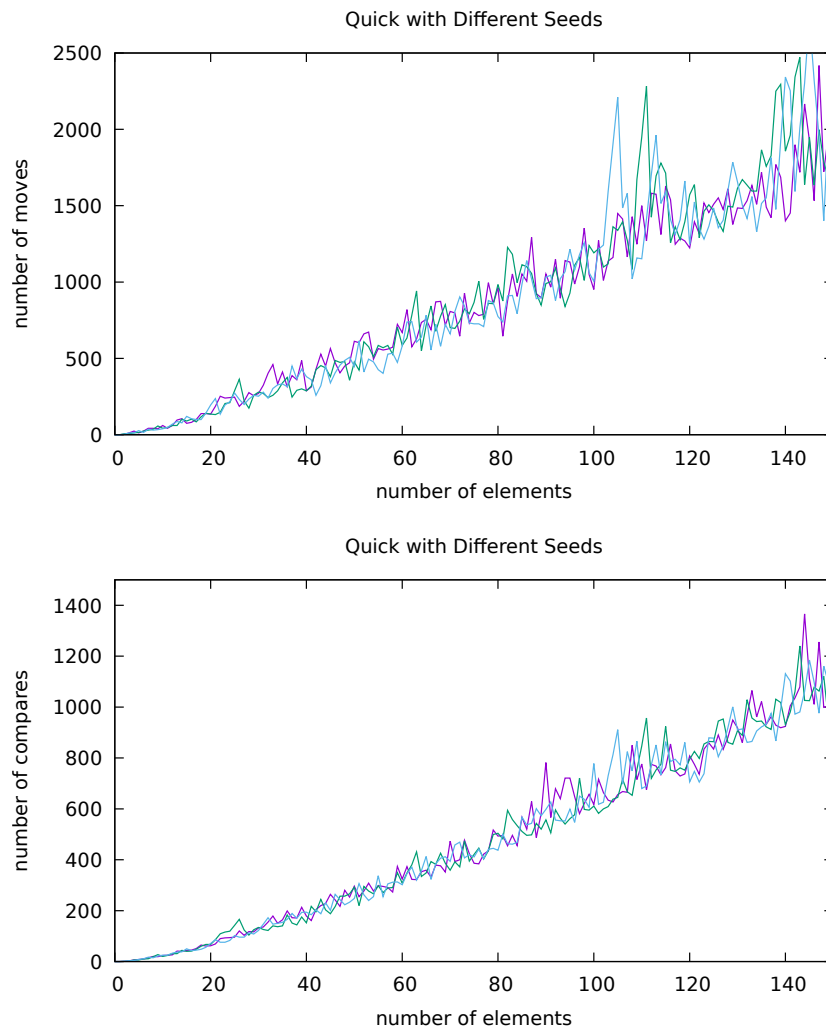 Quick with Different Seeds
2500
2000
1500
1000
500
0
0 20 40 60 80 100 120 140
number of moves
number of elements
Quick with Different Seeds
1400
1200
1000
800
600
400
200
0
0 20 40 60 80 100 120 140
number of compares
number of elements